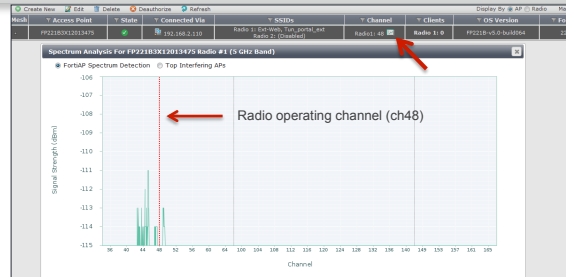 Create New Edit Delete Deauthorize Refresh Display By AP Radio
Mesh Access Point State Connected Via SSIDs Channel Clients OS Version
- FP221B3X12013475 192.168.2.110 Radio 1: Ext-Web, Tun_portal_ext Radio1: 48 Radio 1: 0 FP221B-v5.0-build064
Radio 2: (Disabled)
Spectrum Analysis For FP221B3X12013475 Radio #1 (5 GHz Band)
FortiAP Spectrum Detection Top Interfering APs
-106
-107
-108
Radio operating channel (ch48)
-109
-110
Signal Strength (dBm)
-111
-112
-113
-114
-115
36 40 44 48 52 56 60 64 100 104 108 112 116 120 124 128 132 136 140 149 153 157 161 165
Channel